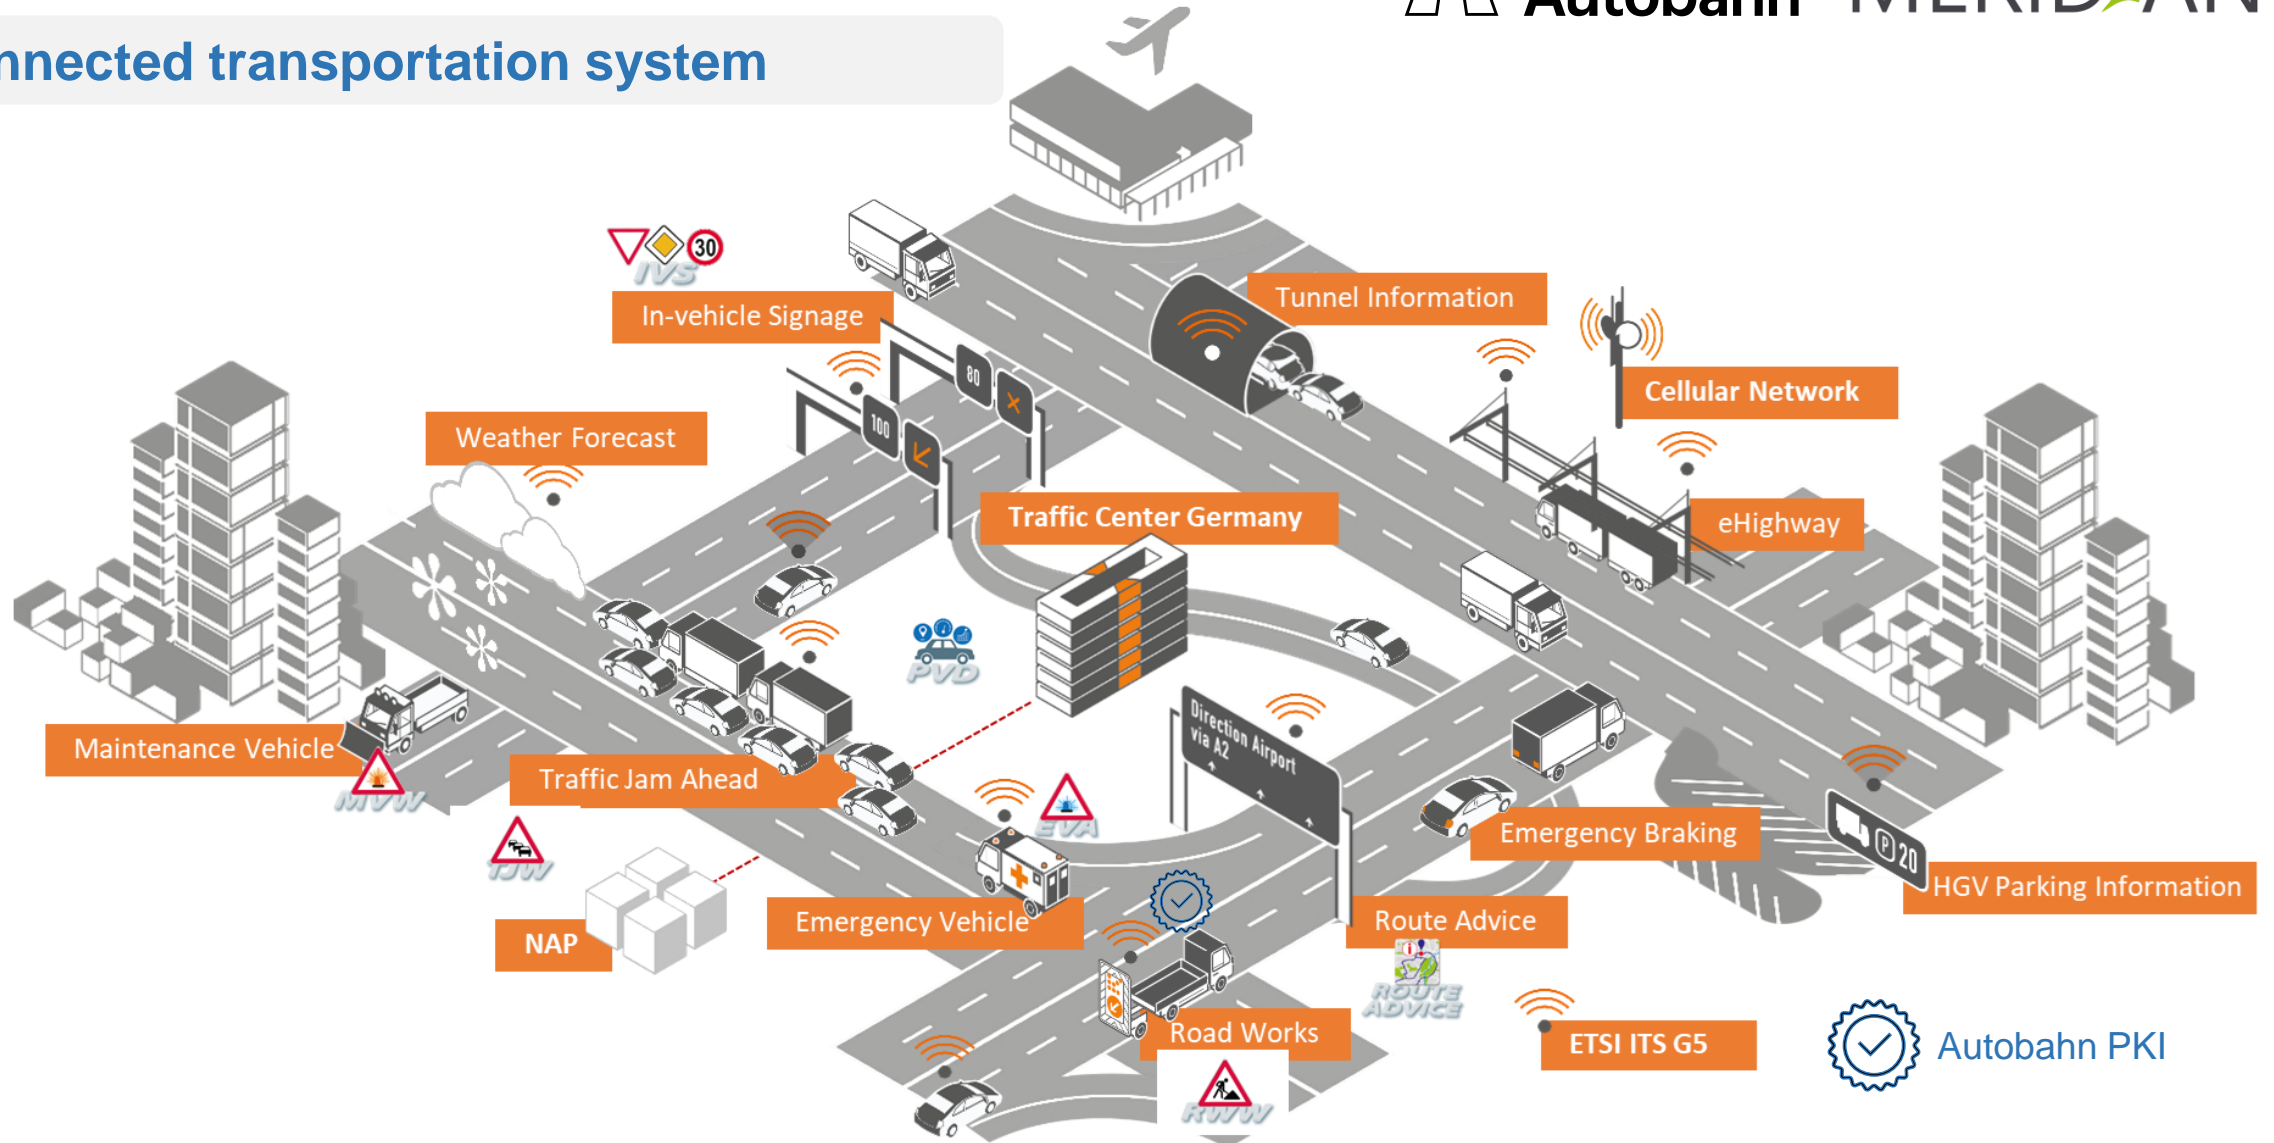 Autobahn
nnected transportation system
30
IVS
In-vehicle Signage
Tunnel Information
80
Cellular Network
100
Weather Forecast
Traffic Center Germany
eHighway
PVD
Direction Airport
via A2
Maintenance Vehicle
MVW
Traffic Jam Ahead
EVA
Emergency Braking
P 20
TJW
HGV Parking Information
Emergency Vehicle
Route Advice
NAP
ROUTE
ADVICE
Road Works
ETSI ITS G5
Autobahn PKI
RWW